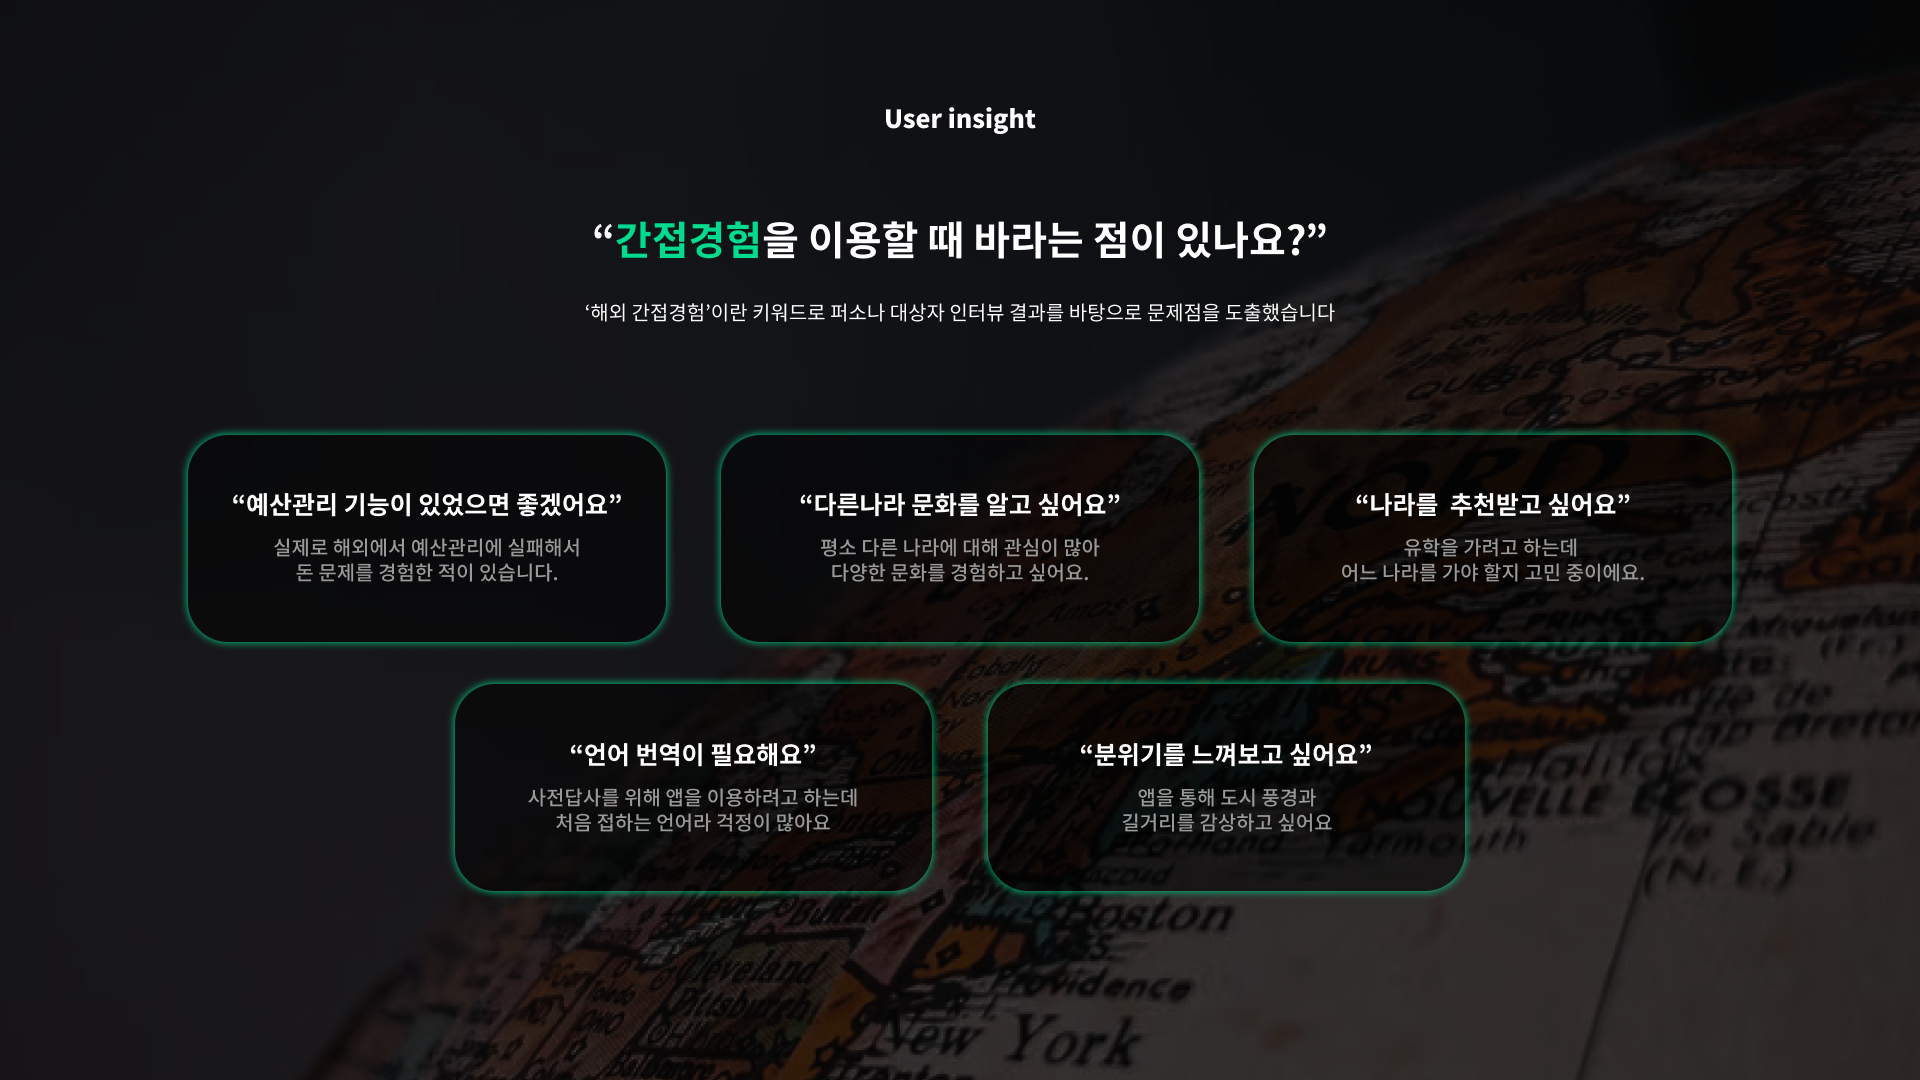 User insight
“간접경험을 이용할 때 바라는 점이 있나요?”
‘해외 간접경험’이란 키워드로 퍼소나 대상자 인터뷰 결과를 바탕으로 문제점을 도출했습니다
“예산관리 기능이 있었으면 좋겠어요”
실제로 해외에서 예산관리에 실패해서
돈 문제를 경험한 적이 있습니다.
“다른나라 문화를 알고 싶어요”
평소 다른 나라에 대해 관심이 많아
다양한 문화를 경험하고 싶어요.
“나라를  추천받고 싶어요”
유학을 가려고 하는데
어느 나라를 가야 할지 고민 중이에요.
“언어 번역이 필요해요”
사전답사를 위해 앱을 이용하려고 하는데
처음 접하는 언어라 걱정이 많아요
“분위기를 느껴보고 싶어요”
앱을 통해 도시 풍경과
길거리를 감상하고 싶어요
QUEBEC
NORD
Montréal
Halifax
NOUVELLE ECOSSE
Ile Sable
(N. E.)
Portland
Yarmouth
Boston
Buffalo
Cleveland
Pittsburgh
Providence
New York